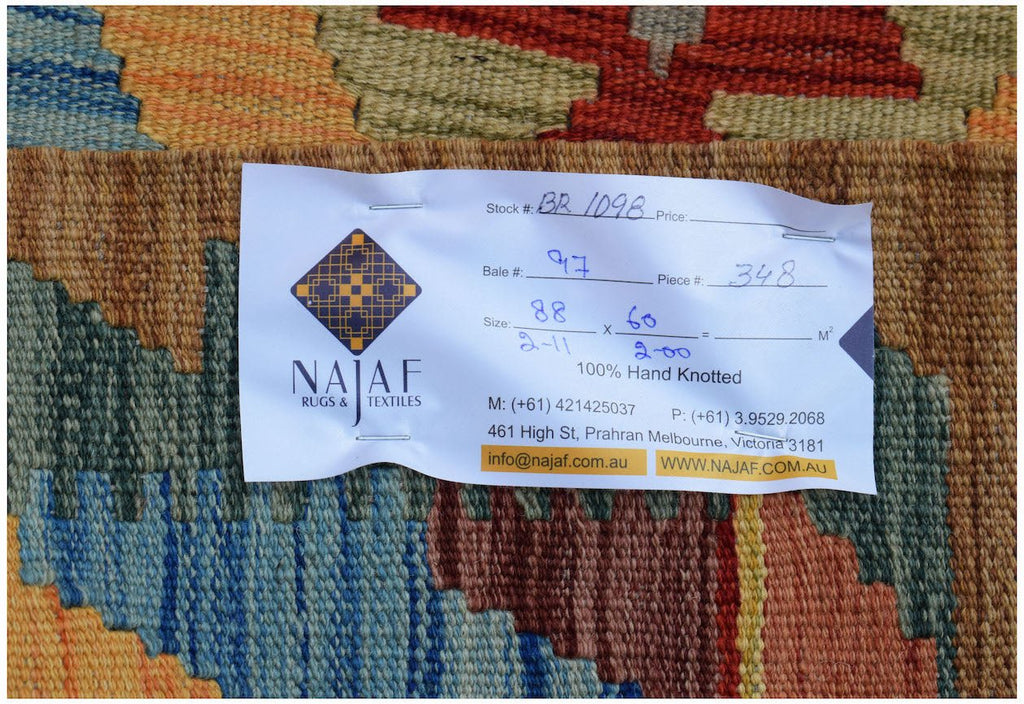 Stock #: BR 1098 Price:
Bale #: 97 Piece #: 348
Size: 88 X 60 = M²
2-11 2-00
100% Hand Knotted
NAJAF
RUGS & TEXTILES
M: (+61) 421425037 P: (+61) 3.9529.2068
461 High St, Prahran Melbourne, Victoria 3181
info@najaf.com.au WWW.NAJAF.COM.AU